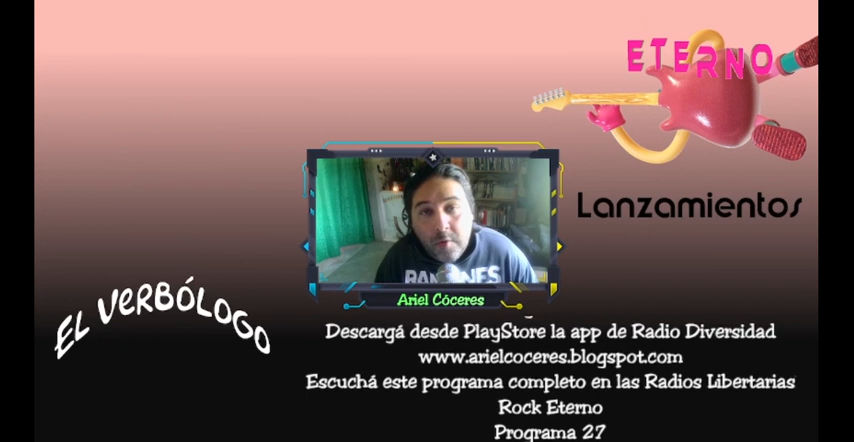 ETERNO
Lanzamientos
RAMONES
Ariel Cóceres
EL VERBÓLOGO
Descargá desde PlayStore la app de Radio Diversidad
www.arielcoceres.blogspot.com
Escuchá este programa completo en las Radios Libertarias
Rock Eterno
Programa 27